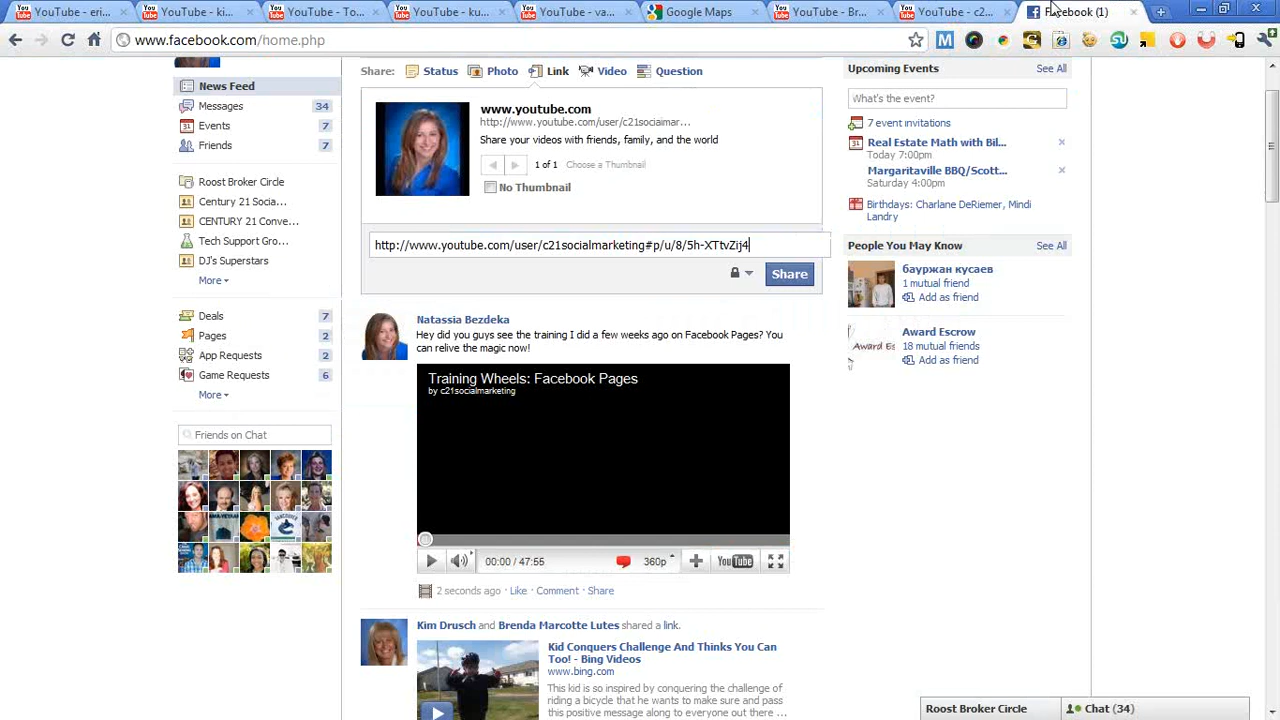 YouTube - eri...
YouTube - ki...
YouTube - To...
YouTube - ku...
YouTube - va...
Google Maps
YouTube - Br...
YouTube - c2...
Facebook (1)
www.facebook.com/home.php
News Feed
Messages 34
Events 7
Friends 7
Roost Broker Circle
Century 21 Socia...
CENTURY 21 Conve...
Tech Support Gro...
DJ's Superstars
More
Deals 7
Pages 2
App Requests 2
Game Requests 6
More
Friends on Chat
Share: Status Photo Link Video Question
www.youtube.com
http://www.youtube.com/user/c21sociaimar...
Share your videos with friends, family, and the world
1 of 1 Choose a Thumbnail
No Thumbnail
http://www.youtube.com/user/c21socialmarketing#p/u/8/5h-XTtvZij4
Share
Natassia Bezdeka
Hey did you guys see the training I did a few weeks ago on Facebook Pages? You
can relive the magic now!
Training Wheels: Facebook Pages
by c21socialmarketing
00:00 / 47:55 360p YouTube
2 seconds ago · Like · Comment · Share
Kim Drusch and Brenda Marcotte Lutes shared a link.
Kid Conquers Challenge And Thinks You Can
Too! - Bing Videos
www.bing.com
This kid is so inspired by conquering the challenge of
riding a bicycle that he wants to make sure and pass
this positive message along to everyone out there ...
Upcoming Events See All
What's the event?
7 event invitations
Real Estate Math with Bil...
Today 7:00pm
Margaritaville BBQ/Scott...
Saturday 4:00pm
Birthdays: Charlane DeRiemer, Mindi
Landry
People You May Know See All
бауржан кусаев
1 mutual friend
Add as friend
Award Escrow
18 mutual friends
Add as friend
Roost Broker Circle
Chat (34)